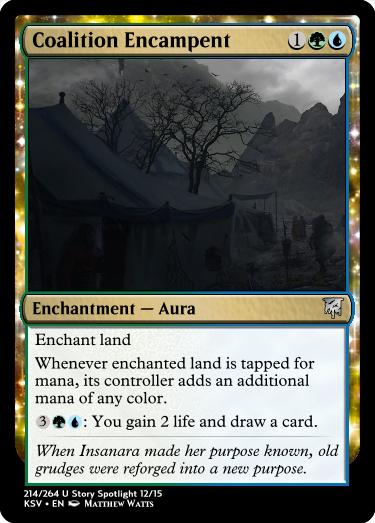 Coalition Encampent 1
Enchantment — Aura
Enchant land
Whenever enchanted land is tapped for
mana, its controller adds an additional
mana of any color.
3: You gain 2 life and draw a card.
When Insanara made her purpose known, old
grudges were reforged into a new purpose.
214/264 U Story Spotlight 12/15
KSV • EN Matthew Watts